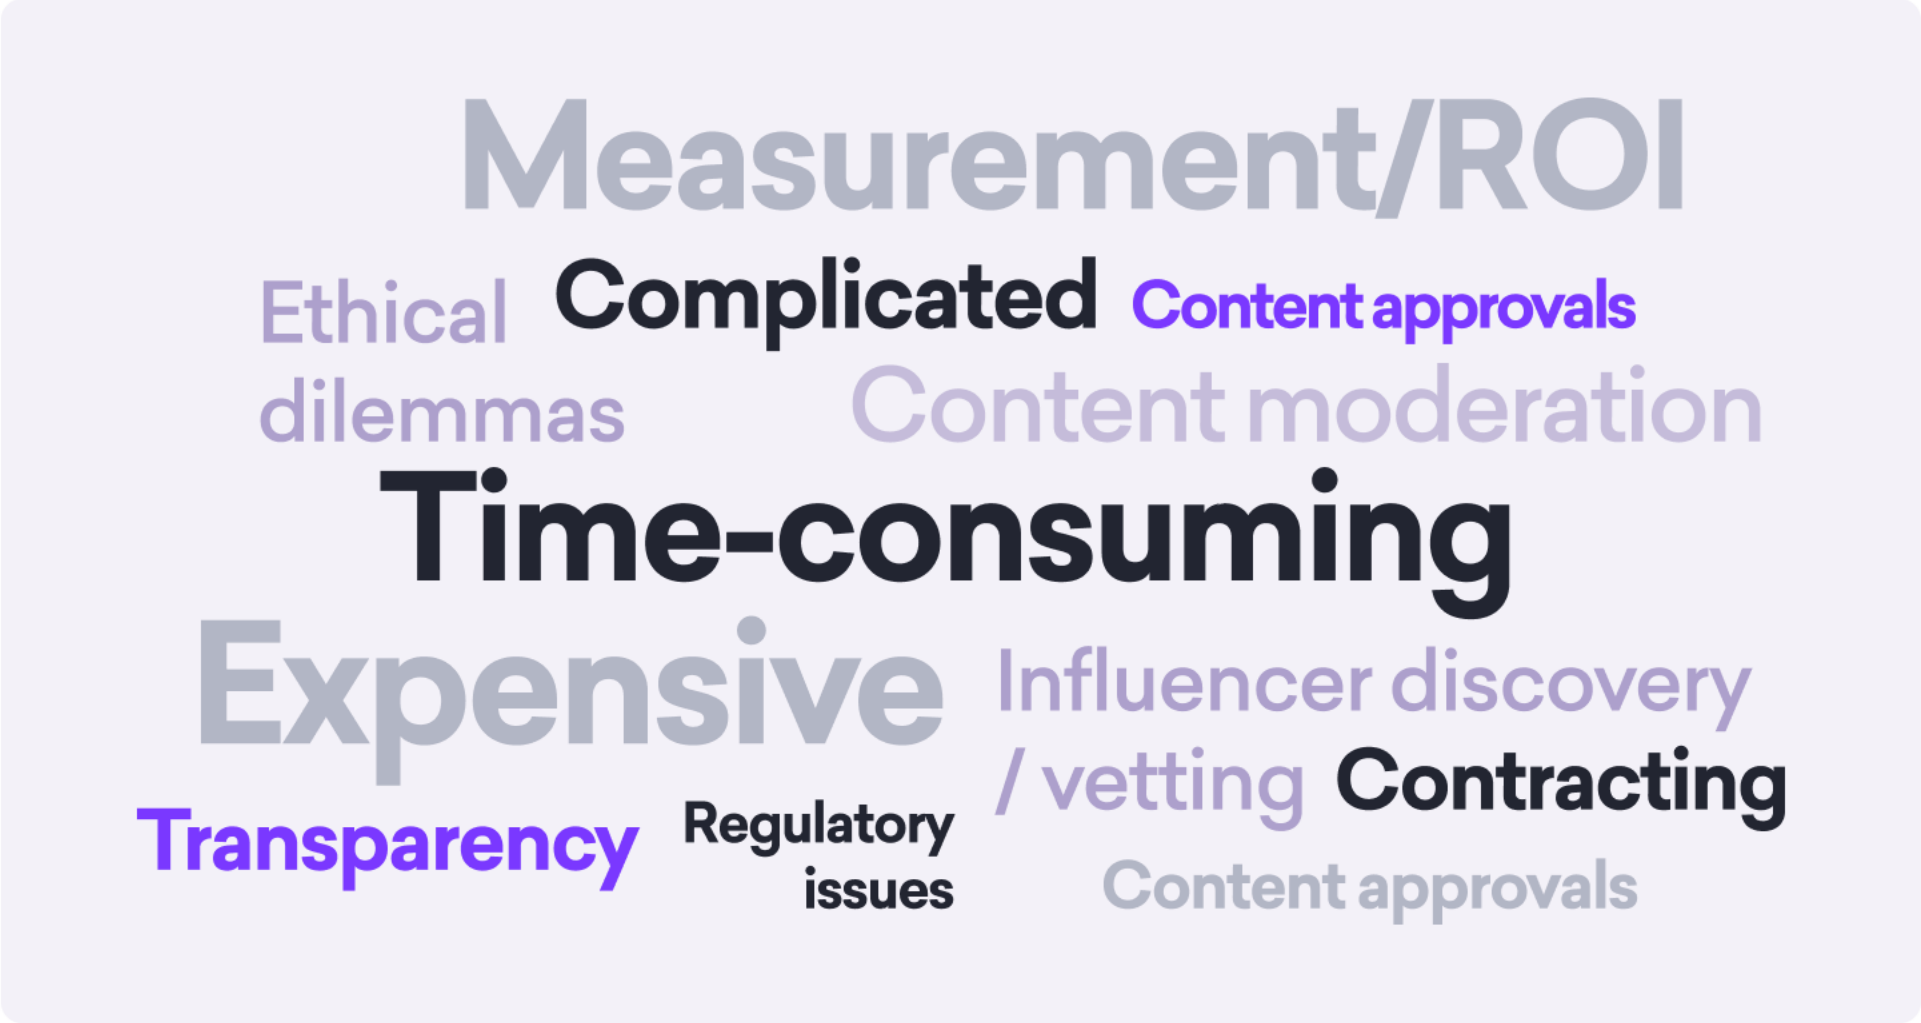 Measurement/ROI
Ethical
dilemmas
Complicated
Content approvals
Content moderation
Time-consuming
Expensive
Influencer discovery
/ vetting
Contracting
Transparency
Regulatory
issues
Content approvals